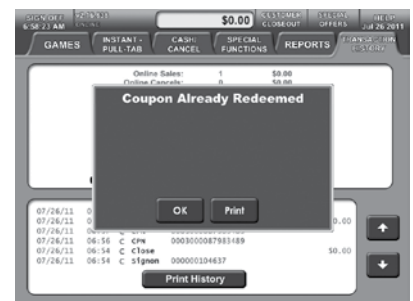 SIGN OFF
6:58:23 AM
$0.00
CUSTOMER CLOSEOUT
SPECIAL OFFERS
HELP
Jul 26 2011
GAMES
INSTANT - PULL-TAB
CASH/ CANCEL
SPECIAL FUNCTIONS
REPORTS
TRANSACTION HISTORY
Online Sales: 1 $0.00
Online Cancels: 0 $0.00
Coupon Already Redeemed
OK Print
07/26/11
07/26/11 0.00
07/26/11
07/26/11 06:56 C CPN 0003000087983489
07/26/11 06:54 C Close $0.00
07/26/11 06:54 C Signon 000000104637
Print History